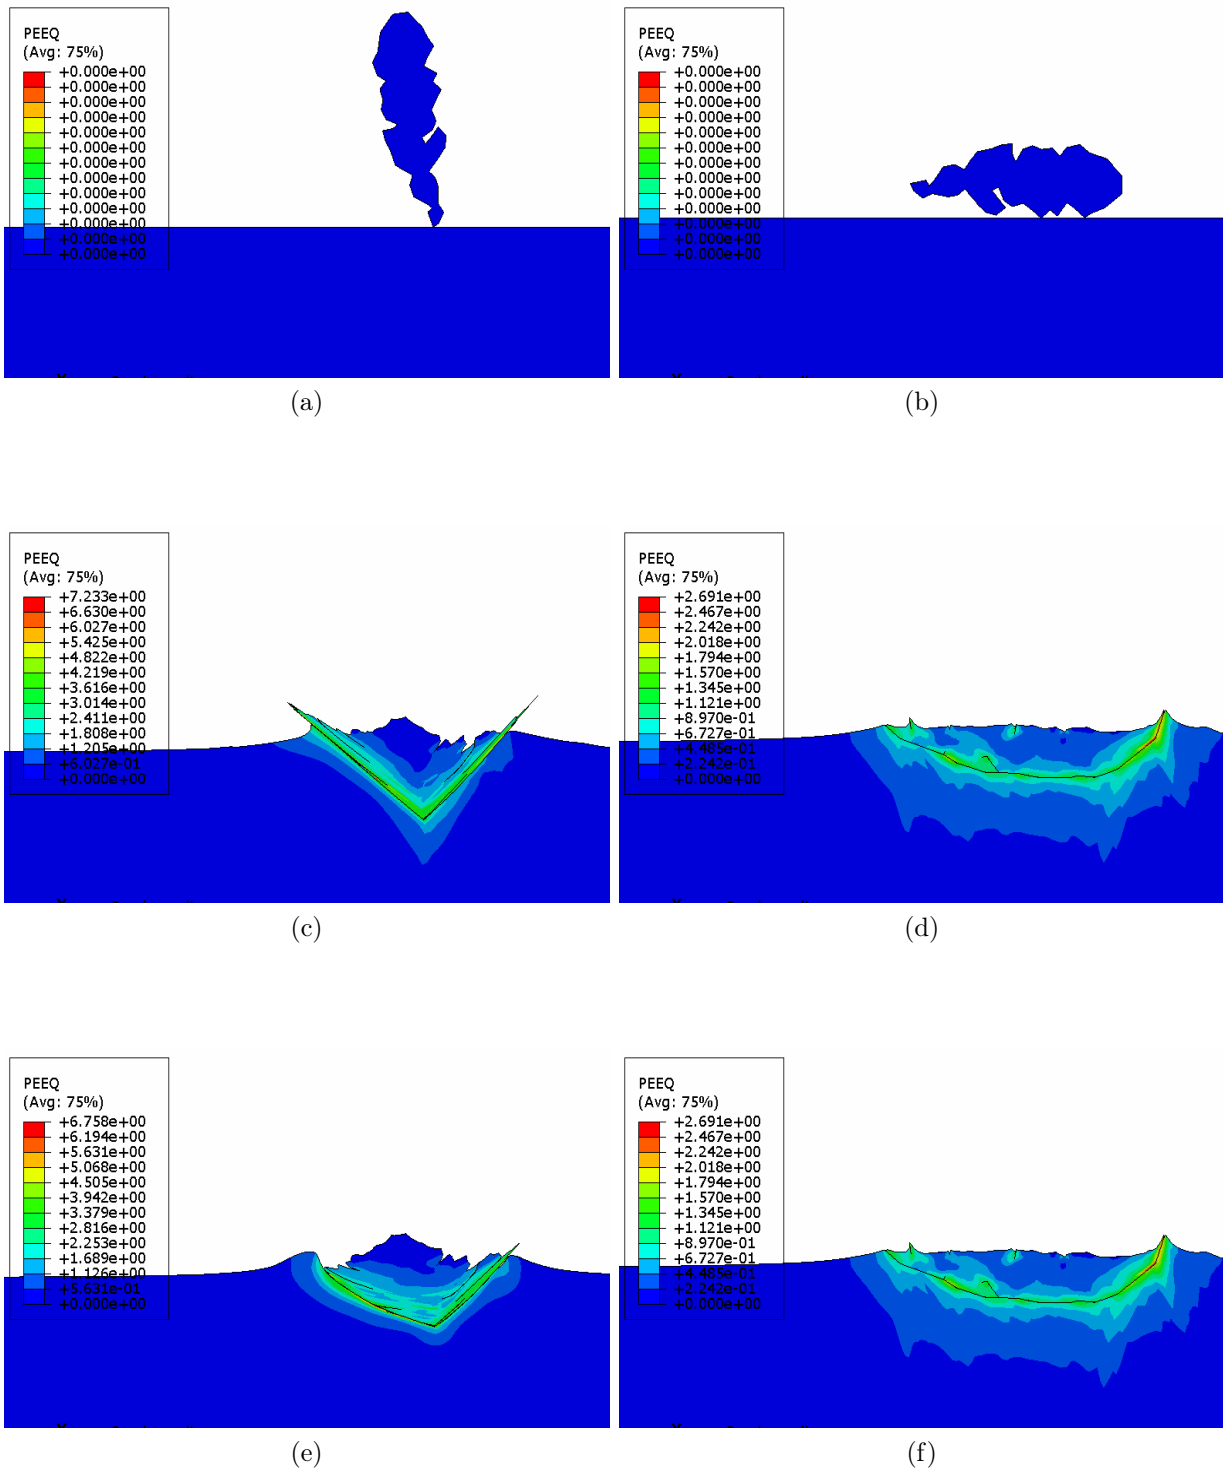 PEEQ
(Avg: 75%)
+0.000e+00
+0.000e+00
+0.000e+00
+0.000e+00
+0.000e+00
+0.000e+00
+0.000e+00
+0.000e+00
+0.000e+00
+0.000e+00
+0.000e+00
+0.000e+00
+0.000e+00
(a)
PEEQ
(Avg: 75%)
+0.000e+00
+0.000e+00
+0.000e+00
+0.000e+00
+0.000e+00
+0.000e+00
+0.000e+00
+0.000e+00
+0.000e+00
+0.000e+00
+0.000e+00
+0.000e+00
+0.000e+00
(b)
PEEQ
(Avg: 75%)
+7.233e+00
+6.630e+00
+6.027e+00
+5.425e+00
+4.822e+00
+4.219e+00
+3.616e+00
+3.014e+00
+2.411e+00
+1.808e+00
+1.205e+00
+6.027e-01
+0.000e+00
(c)
PEEQ
(Avg: 75%)
+2.691e+00
+2.467e+00
+2.242e+00
+2.018e+00
+1.794e+00
+1.570e+00
+1.345e+00
+1.121e+00
+8.970e-01
+6.727e-01
+4.485e-01
+2.242e-01
+0.000e+00
(d)
PEEQ
(Avg: 75%)
+6.758e+00
+6.194e+00
+5.631e+00
+5.068e+00
+4.505e+00
+3.942e+00
+3.379e+00
+2.816e+00
+2.253e+00
+1.689e+00
+1.126e+00
+5.631e-01
+0.000e+00
(e)
PEEQ
(Avg: 75%)
+2.691e+00
+2.467e+00
+2.242e+00
+2.018e+00
+1.794e+00
+1.570e+00
+1.345e+00
+1.121e+00
+8.970e-01
+6.727e-01
+4.485e-01
+2.242e-01
+0.000e+00
(f)